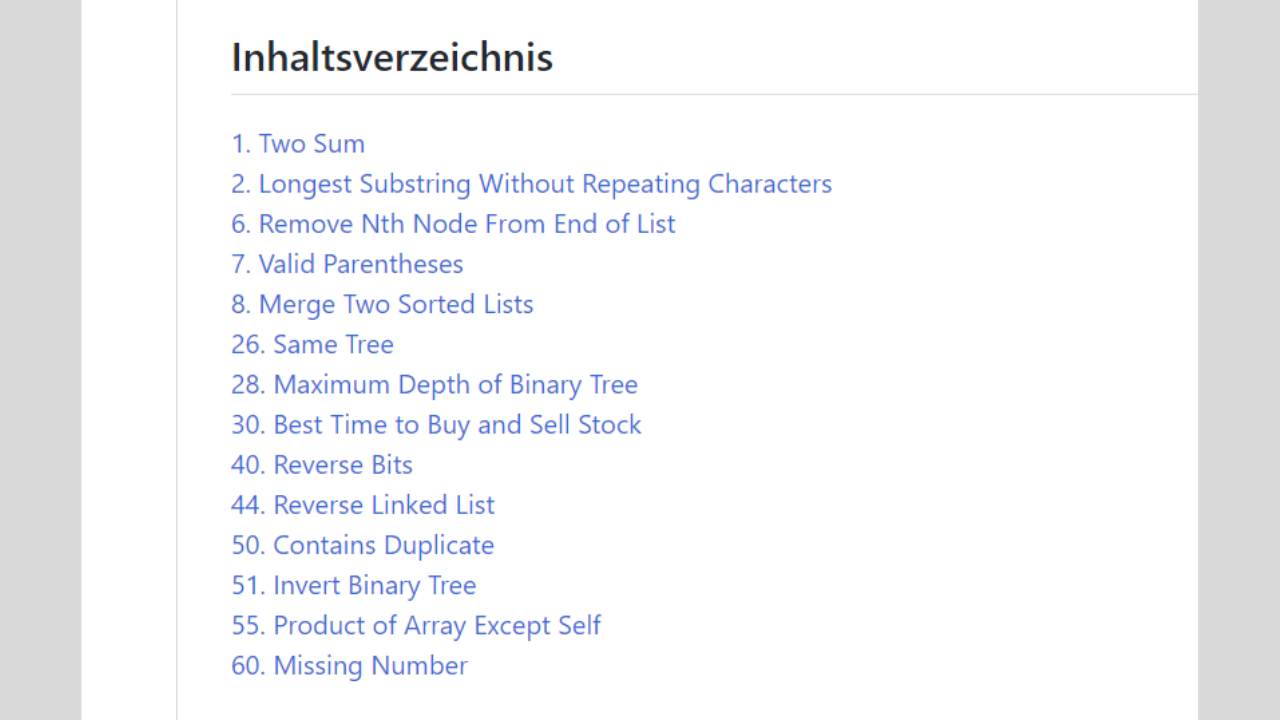 Inhaltsverzeichnis
1. Two Sum
2. Longest Substring Without Repeating Characters
6. Remove Nth Node From End of List
7. Valid Parentheses
8. Merge Two Sorted Lists
26. Same Tree
28. Maximum Depth of Binary Tree
30. Best Time to Buy and Sell Stock
40. Reverse Bits
44. Reverse Linked List
50. Contains Duplicate
51. Invert Binary Tree
55. Product of Array Except Self
60. Missing Number